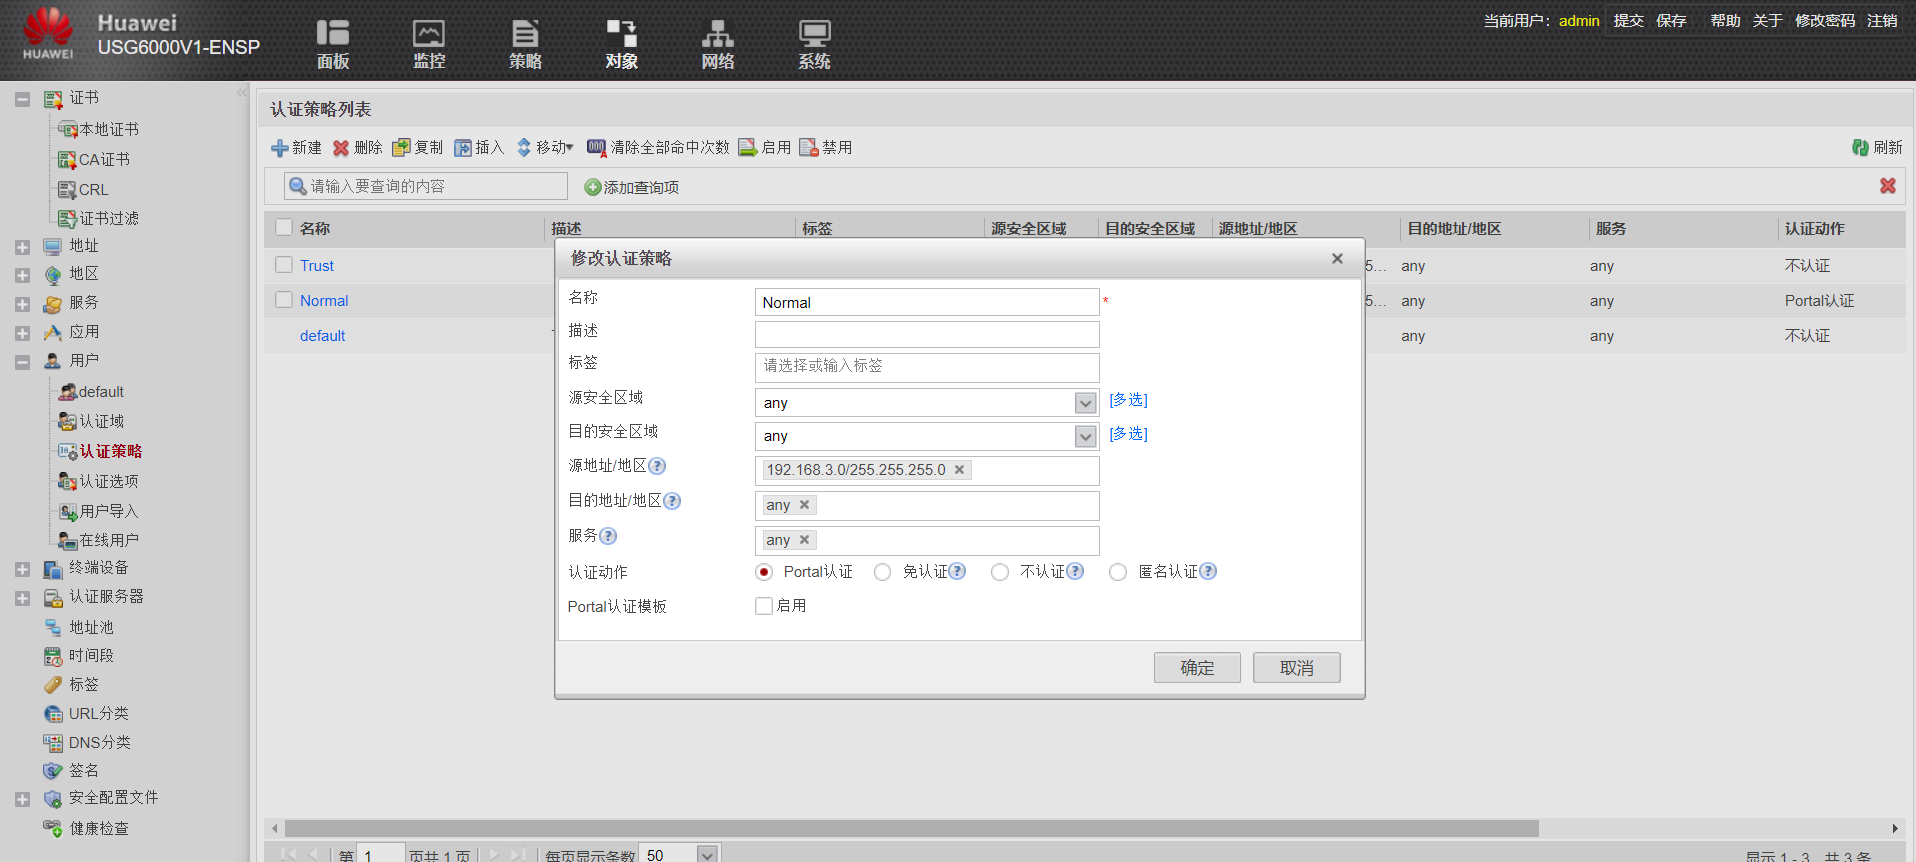 HUAWEI
Huawei
USG6000V1-ENSP
面板
监控
策略
对象
网络
系统
当前用户： admin 提交 保存 帮助 关于 修改密码 注销
证书
本地证书
CA证书
CRL
证书过滤
地址
地区
服务
应用
用户
default
认证域
认证策略
认证选项
用户导入
在线用户
终端设备
认证服务器
地址池
时间段
标签
URL分类
DNS分类
签名
安全配置文件
健康检查
认证策略列表
新建 删除 复制 插入 移动 清除全部命中次数 启用 禁用 刷新
请输入要查询的内容 添加查询项
名称 描述 标签 源安全区域 目的安全区域 源地址/地区 目的地址/地区 服务 认证动作
Trust 5... any any 不认证
Normal 5... any any Portal认证
default any any 不认证
修改认证策略
名称 Normal *
描述
标签 请选择或输入标签
源安全区域 any [多选]
目的安全区域 any [多选]
源地址/地区 192.168.3.0/255.255.255.0
目的地址/地区 any
服务 any
认证动作 Portal认证 免认证 不认证 匿名认证
Portal认证模板 启用
确定 取消
第 1 页共 1 页 每页显示条数 50 显示 1 - 3，共 3 条